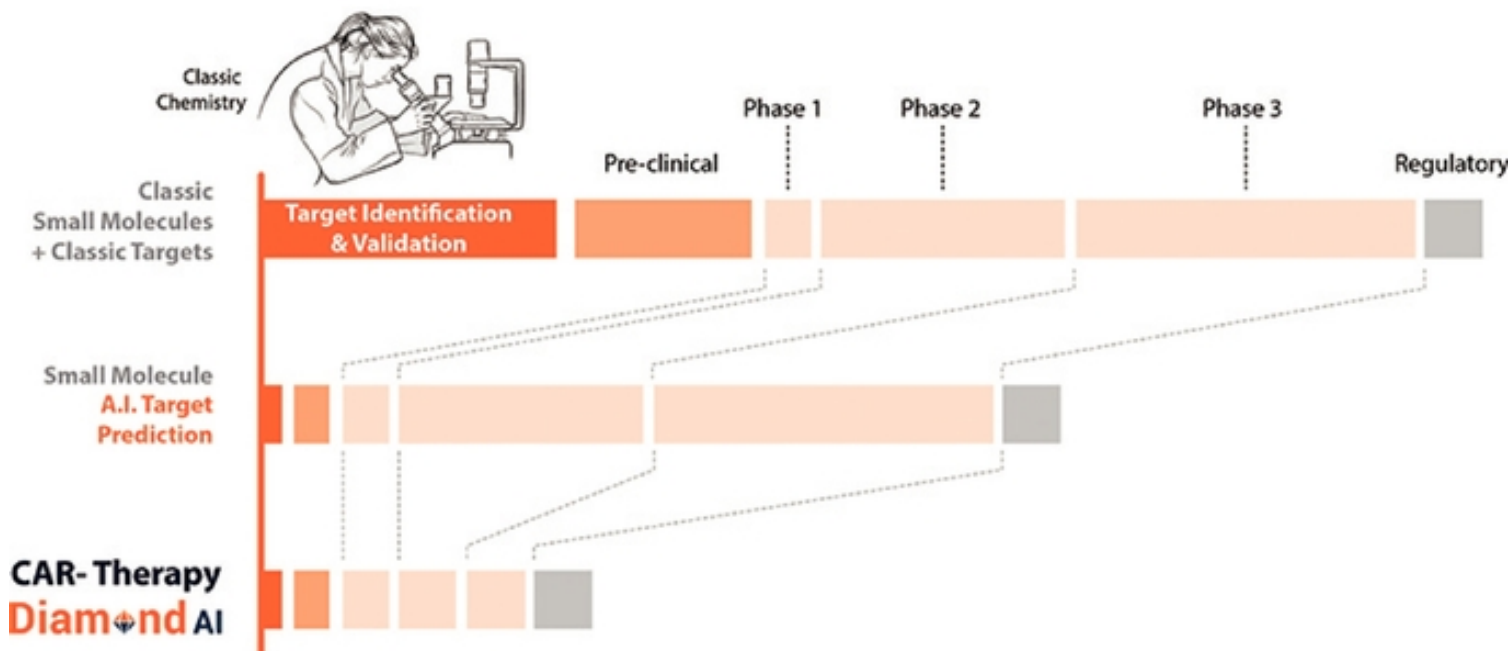 Classic
Chemistry
Phase 1
Phase 2
Phase 3
Pre-clinical
Regulatory
Classic
Small Molecules
+ Classic Targets
Target Identification
& Validation
Small Molecule
A.I. Target
Prediction
CAR- Therapy
Diamond AI